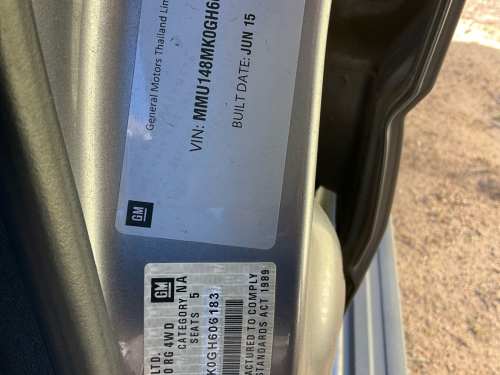 General Motors Thailand Lim
VIN: MMU148MK0GH6
BUILT DATE: JUN 15
GM
GM
LTD.
O RG 4WD
CATEGORY NA
SEATS 5
K0GH606183
ACTURED TO COMPLY
STANDARDS ACT 1989